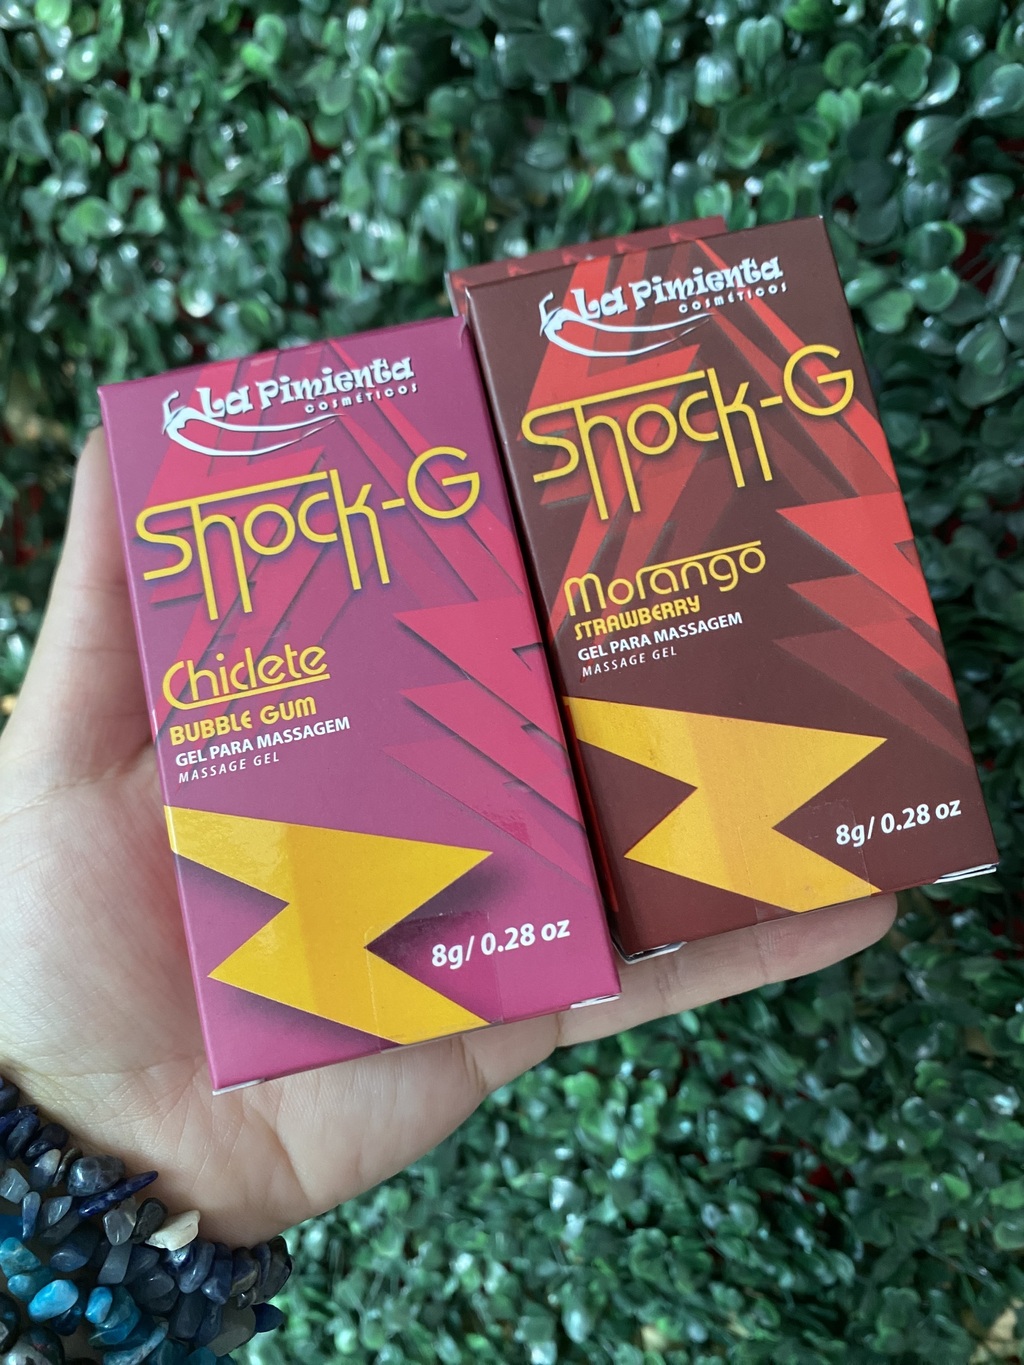 La Pimienta
COSMÉTICOS
Shock-G
Chiclete
BUBBLE GUM
GEL PARA MASSAGEM
MASSAGE GEL
8g/ 0.28 oz
La Pimienta
COSMÉTICOS
Shock-G
Morango
STRAWBERRY
GEL PARA MASSAGEM
MASSAGE GEL
8g/ 0.28 oz